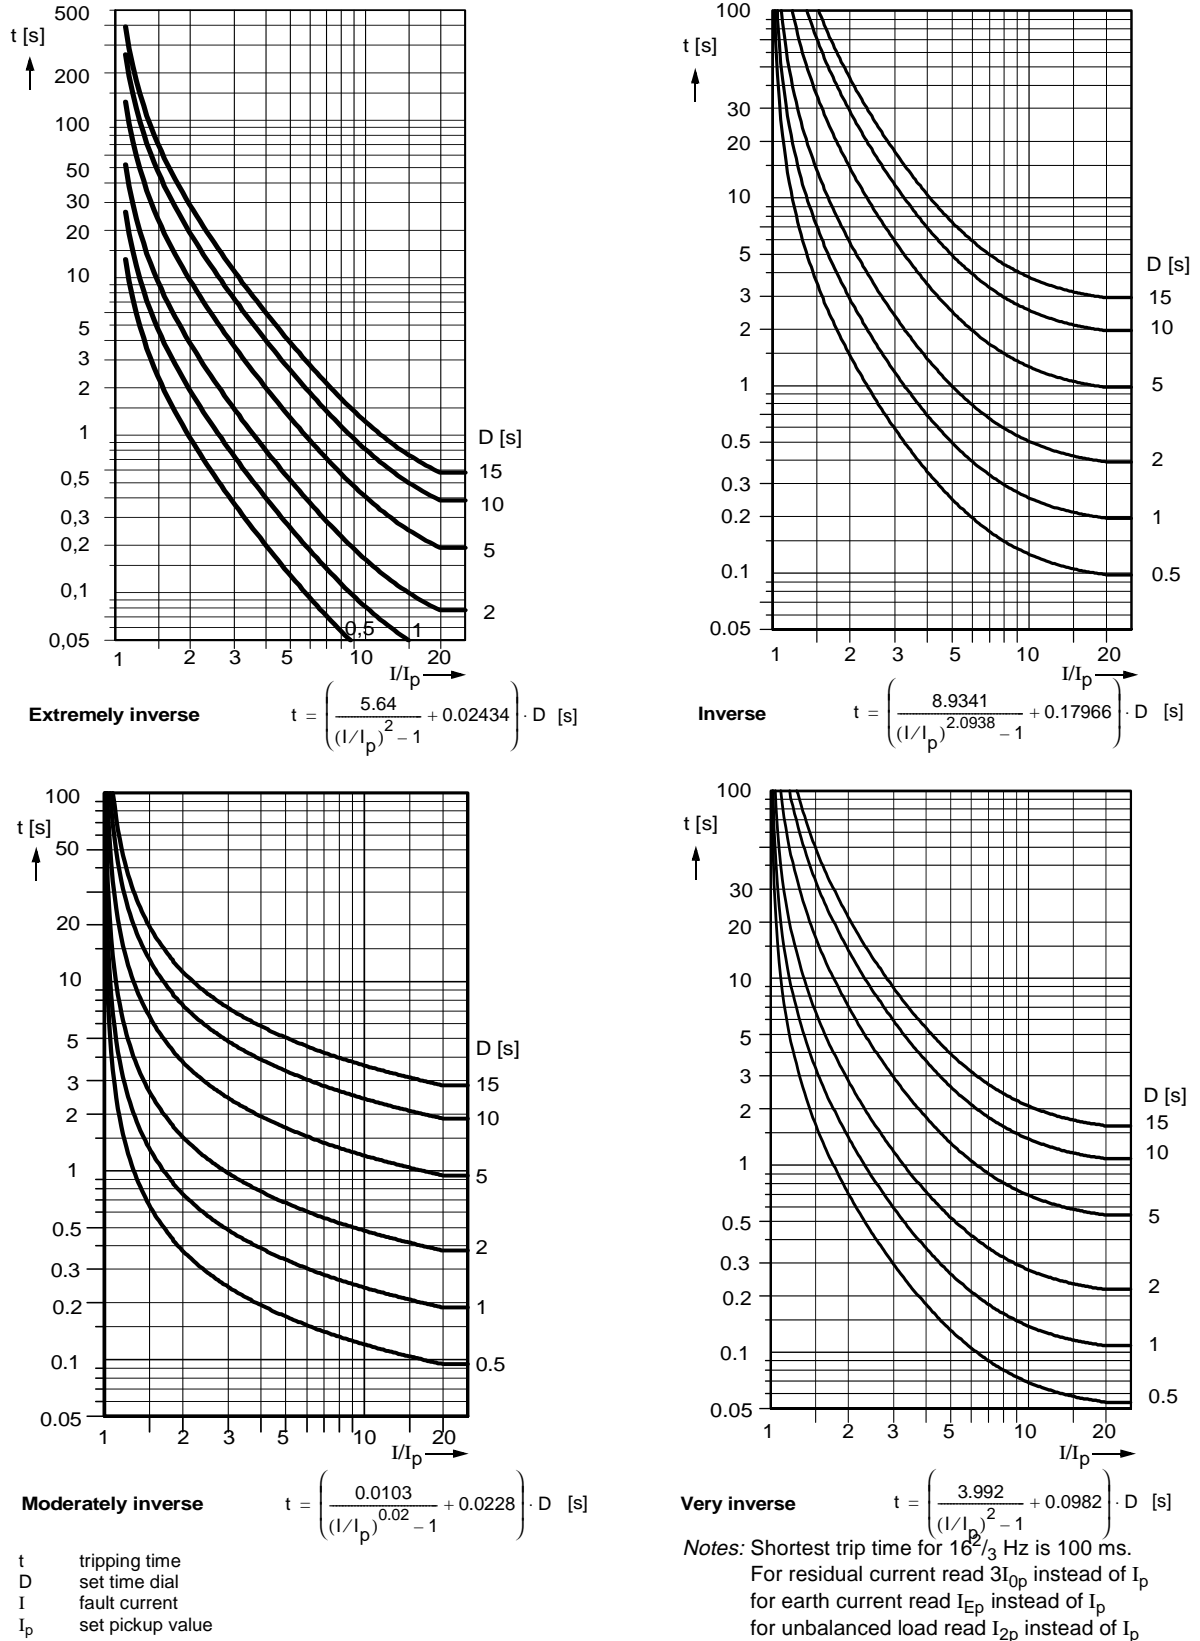 500
t [s]
200
100
50
30
20
10
5
3
2
1
0.5
0,3
0,2
0,1
0,05
D [s]
15
10
5
2
0,5
1
1 2 3 5 10 20
I/Ip
Extremely inverse t = ( 5.64 / (I/Ip)^2 – 1 + 0.02434 ) · D [s]
100
t [s]
30
20
10
5
3
2
1
0.5
0.3
0.2
0.1
0.05
D [s]
15
10
5
2
1
0.5
1 2 3 5 10 20
I/Ip
Inverse t = ( 8.9341 / (I/Ip)^2.0938 – 1 + 0.17966 ) · D [s]
100
t [s]
50
20
10
5
3
2
1
0.5
0.3
0.2
0.1
0.05
D [s]
15
10
5
2
1
0.5
1 2 3 5 10 20
I/Ip
Moderately inverse t = ( 0.0103 / (I/Ip)^0.02 – 1 + 0.0228 ) · D [s]
100
t [s]
30
20
10
5
3
2
1
0.5
0.3
0.2
0.1
0.05
D [s]
15
10
5
2
1
0.5
1 2 3 5 10 20
I/Ip
Very inverse t = ( 3.992 / (I/Ip)^2 – 1 + 0.0982 ) · D [s]
t tripping time
D set time dial
I fault current
Ip set pickup value
Notes: Shortest trip time for 16 2/3 Hz is 100 ms.
For residual current read 3I0p instead of Ip
for earth current read IEp instead of Ip
for unbalanced load read I2p instead of Ip